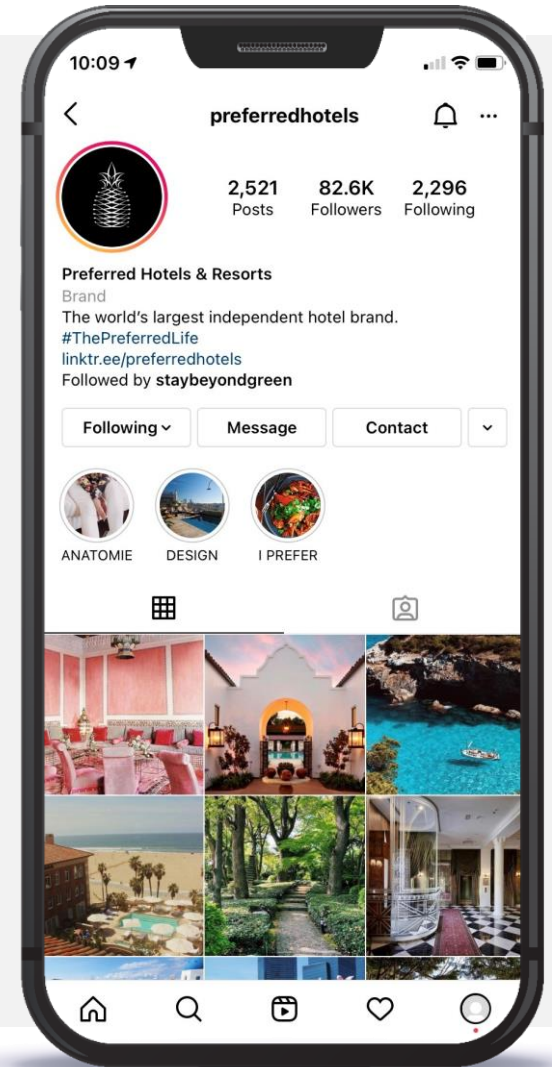 10:09
preferredhotels
2,521 82.6K 2,296
Posts Followers Following
Preferred Hotels & Resorts
Brand
The world's largest independent hotel brand.
#ThePreferredLife
linktr.ee/preferredhotels
Followed by staybeyondgreen
Following Message Contact
ANATOMIE DESIGN I PREFER